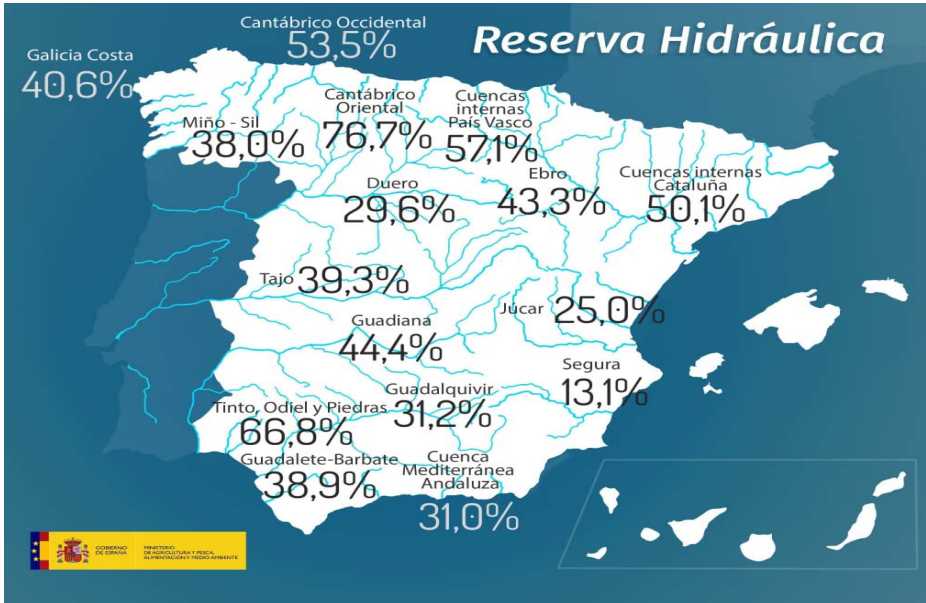 Reserva Hidráulica
Cantábrico Occidental
53,5%
Galicia Costa
40,6%
Miño - Sil
38,0%
Cantábrico
Oriental
76,7%
Cuencas
internas
País Vasco
57,1%
Duero
29,6%
Ebro
43,3%
Cuencas internas
Cataluña
50,1%
Tajo 39,3%
Júcar 25,0%
Guadiana
44,4%
Segura
13,1%
Guadalquivir
31,2%
Tinto, Odiel y Piedras
66,8%
Guadalete-Barbate
38,9%
Cuenca
Mediterránea
Andaluza
31,0%
GOBIERNO
DE ESPAÑA
MINISTERIO
DE AGRICULTURA Y PESCA,
ALIMENTACIÓN Y MEDIO AMBIENTE